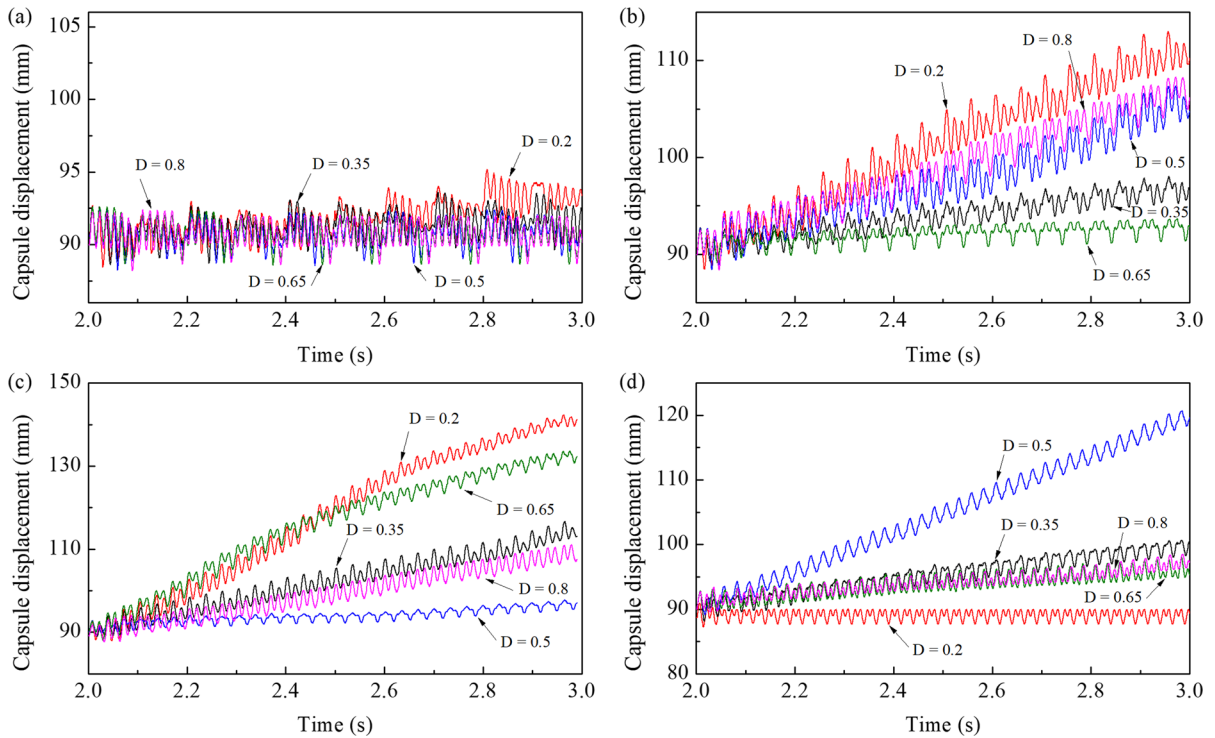 (a)
105
100
95
90
Capsule displacement (mm)
D = 0.8
D = 0.35
D = 0.2
D = 0.65
D = 0.5
2.0 2.2 2.4 2.6 2.8 3.0
Time (s)
(b)
110
100
90
Capsule displacement (mm)
D = 0.8
D = 0.2
D = 0.5
D = 0.35
D = 0.65
2.0 2.2 2.4 2.6 2.8 3.0
Time (s)
(c)
150
130
110
90
Capsule displacement (mm)
D = 0.2
D = 0.65
D = 0.35
D = 0.8
D = 0.5
2.0 2.2 2.4 2.6 2.8 3.0
Time (s)
(d)
120
110
100
90
80
Capsule displacement (mm)
D = 0.5
D = 0.35
D = 0.8
D = 0.65
D = 0.2
2.0 2.2 2.4 2.6 2.8 3.0
Time (s)